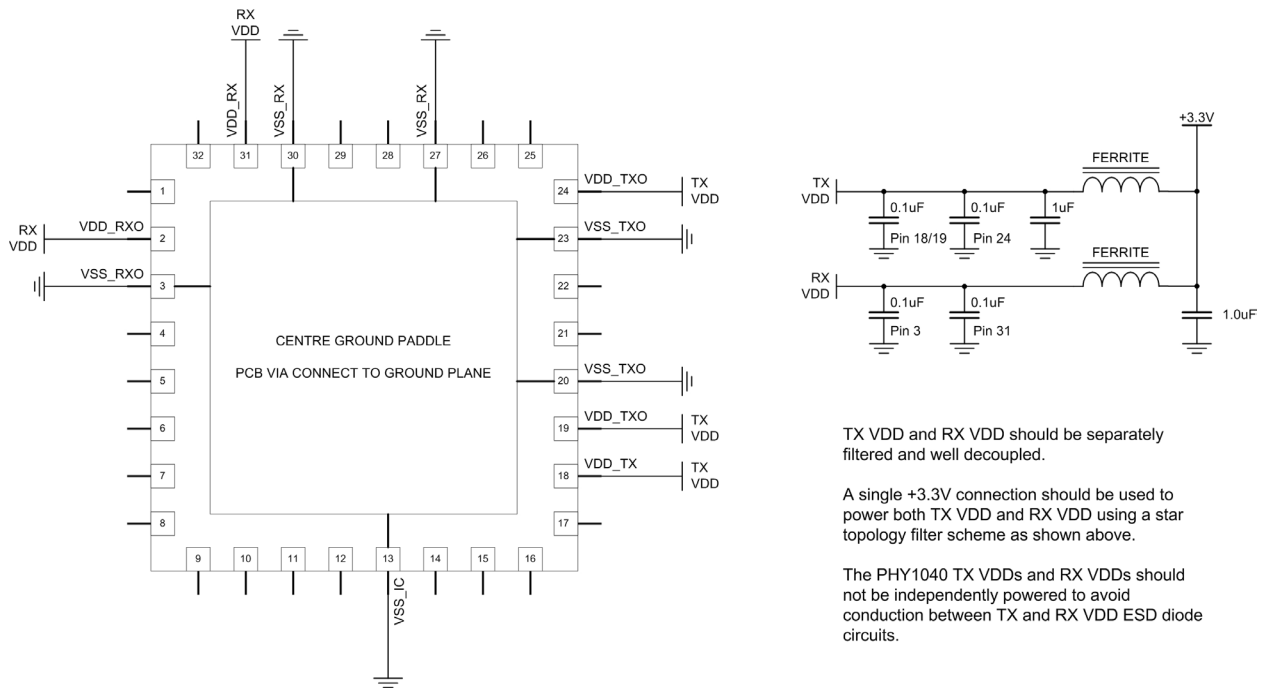 RX
VDD
VDD_RX
VSS_RX
VSS_RX
32
31
30
29
28
27
26
25
1
24
VDD_TXO
TX
VDD
RX
VDD
VDD_RXO
2
23
VSS_TXO
VSS_RXO
3
22
4
21
CENTRE GROUND PADDLE
PCB VIA CONNECT TO GROUND PLANE
5
20
VSS_TXO
6
19
VDD_TXO
TX
VDD
7
18
VDD_TX
TX
VDD
8
17
9
10
11
12
13
14
15
16
VSS_IC
+3.3V
FERRITE
TX
VDD
0.1uF
0.1uF
1uF
Pin 18/19
Pin 24
FERRITE
RX
VDD
0.1uF
0.1uF
1.0uF
Pin 3
Pin 31
TX VDD and RX VDD should be separately
filtered and well decoupled.
A single +3.3V connection should be used to
power both TX VDD and RX VDD using a star
topology filter scheme as shown above.
The PHY1040 TX VDDs and RX VDDs should
not be independently powered to avoid
conduction between TX and RX VDD ESD diode
circuits.